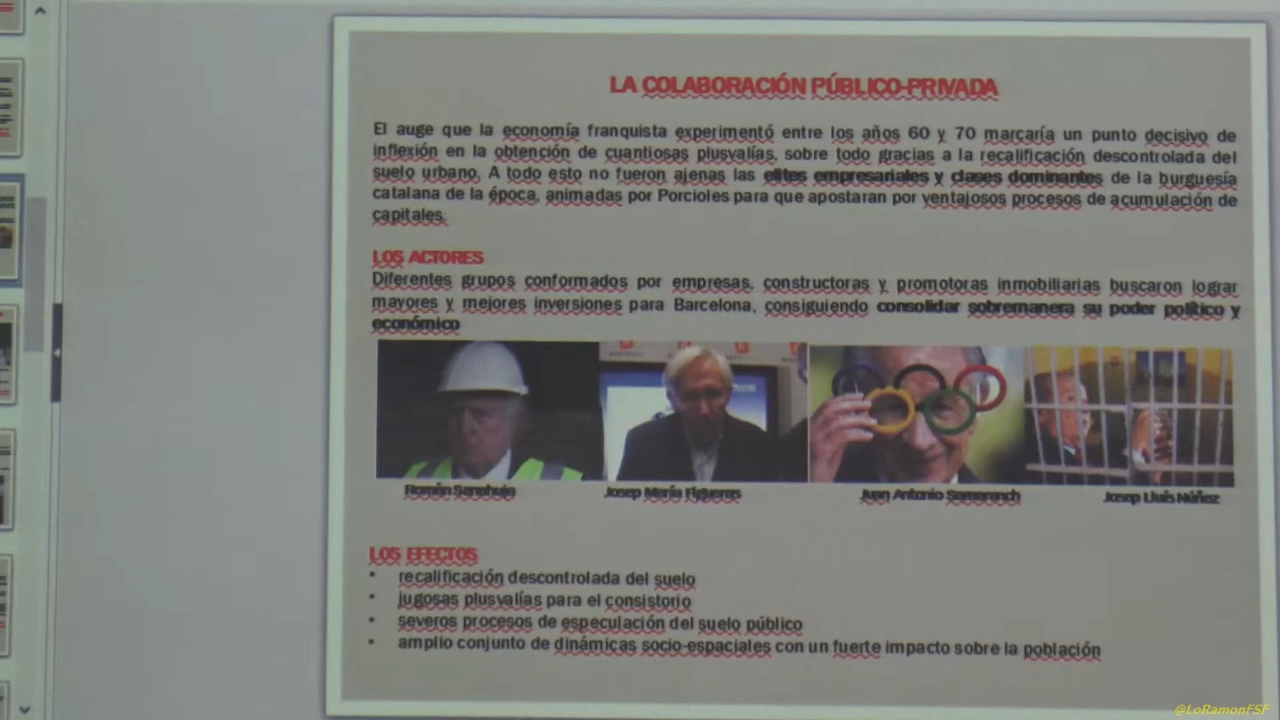 LA COLABORACIÓN PÚBLICO-PRIVADA
El auge que la economía franquista experimentó entre los años 60 y 70 marcaría un punto decisivo de
inflexión en la obtención de cuantiosas plusvalías, sobre todo gracias a la recalificación descontrolada del
suelo urbano. A todo esto no fueron ajenas las elites empresariales y clases dominantes de la burguesía
catalana de la época, animadas por Porcioles para que apostaran por ventajosos procesos de acumulación de
capitales.
LOS ACTORES
Diferentes grupos conformados por empresas, constructoras y promotoras inmobiliarias buscaron lograr
mayores y mejores inversiones para Barcelona, consiguiendo consolidar sobremanera su poder político y
económico
Román Sanahuja
Josep María Figueras
Juan Antonio Samaranch
Josep Lluís Núñez
LOS EFECTOS
• recalificación descontrolada del suelo
• jugosas plusvalías para el consistorio
• severos procesos de especulación del suelo público
• amplio conjunto de dinámicas socio-espaciales con un fuerte impacto sobre la población
@LoRamonFSF